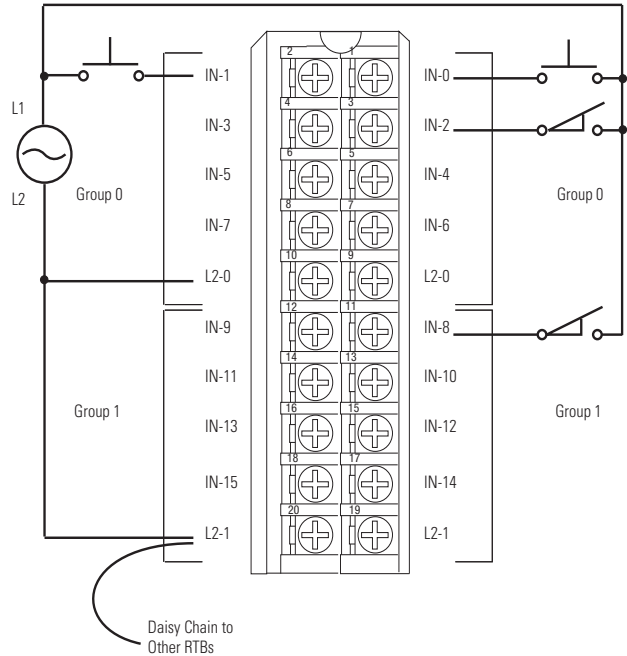 2 1
IN-1 IN-0
L1
4 3
IN-3 IN-2
6 5
IN-5 IN-4
L2 Group 0 Group 0
8 7
IN-7 IN-6
10 9
L2-0 L2-0
12 11
IN-9 IN-8
14 13
IN-11 IN-10
Group 1 Group 1
16 15
IN-13 IN-12
18 17
IN-15 IN-14
20 19
L2-1 L2-1
Daisy Chain to
Other RTBs